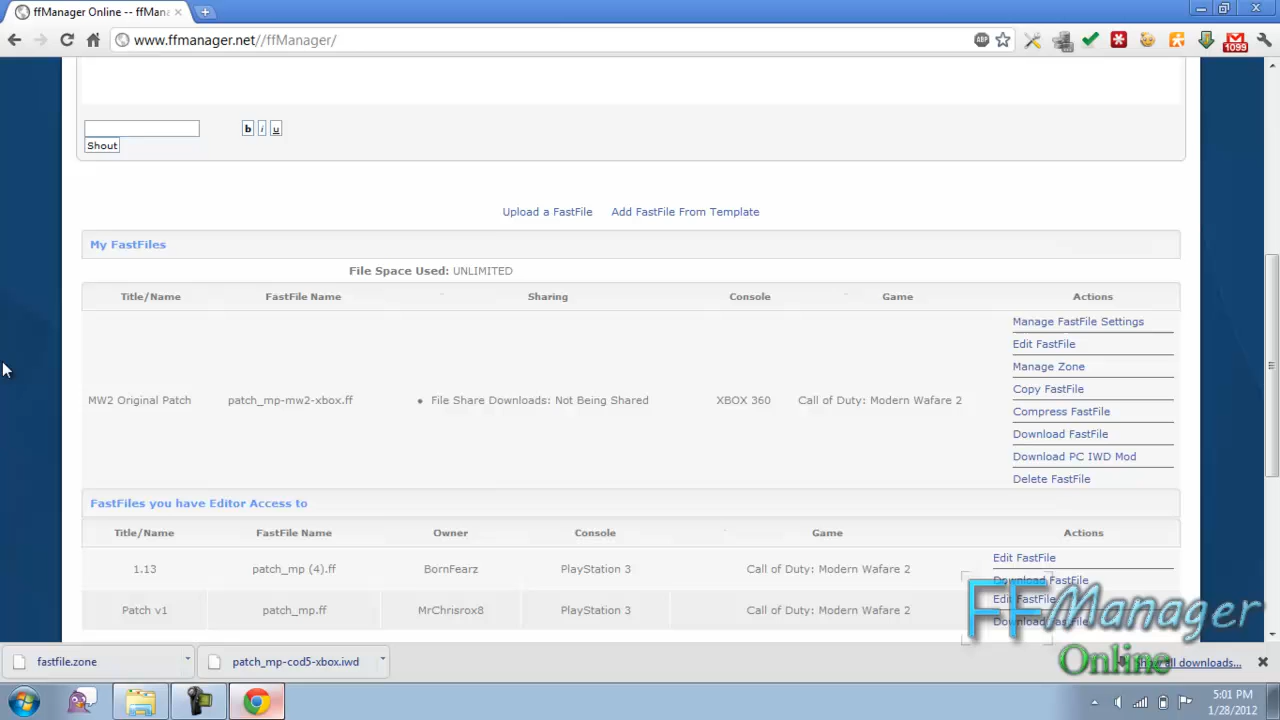 ffManager Online -- ffMan
www.ffmanager.net//ffManager/
ABP
1099
b i u
Shout
Upload a FastFile Add FastFile From Template
My FastFiles
File Space Used: UNLIMITED
Title/Name FastFile Name Sharing Console Game Actions
Manage FastFile Settings
Edit FastFile
Manage Zone
MW2 Original Patch patch_mp-mw2-xbox.ff • File Share Downloads: Not Being Shared XBOX 360 Call of Duty: Modern Wafare 2
Copy FastFile
Compress FastFile
Download FastFile
Download PC IWD Mod
Delete FastFile
FastFiles you have Editor Access to
Title/Name FastFile Name Owner Console Game Actions
1.13 patch_mp (4).ff BornFearz PlayStation 3 Call of Duty: Modern Wafare 2
Edit FastFile
Download FastFile
Patch v1 patch_mp.ff MrChrisrox8 PlayStation 3 Call of Duty: Modern Wafare 2
Edit FastFile
Download FastFile
FFManager
Online
fastfile.zone patch_mp-cod5-xbox.iwd Show all downloads...
5:01 PM
1/28/2012